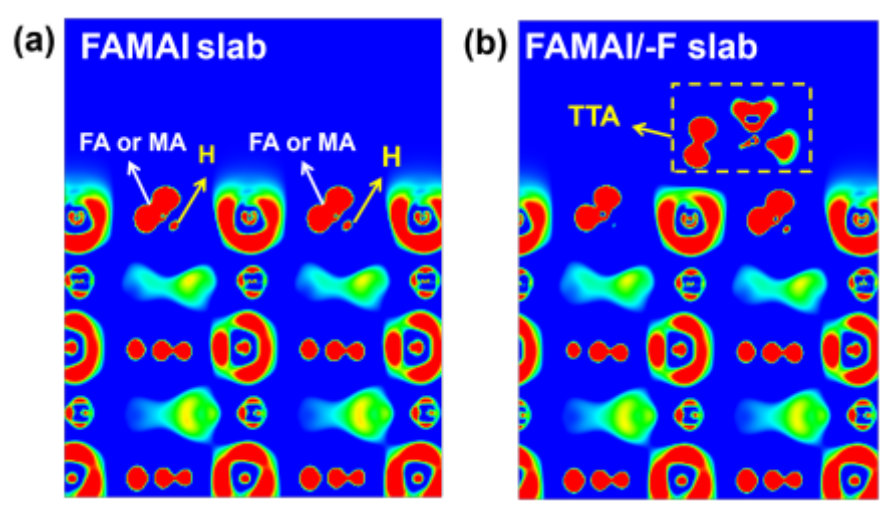 (a)
FAMAI slab
FA or MA
H
FA or MA
H
(b)
FAMAI/-F slab
TTA